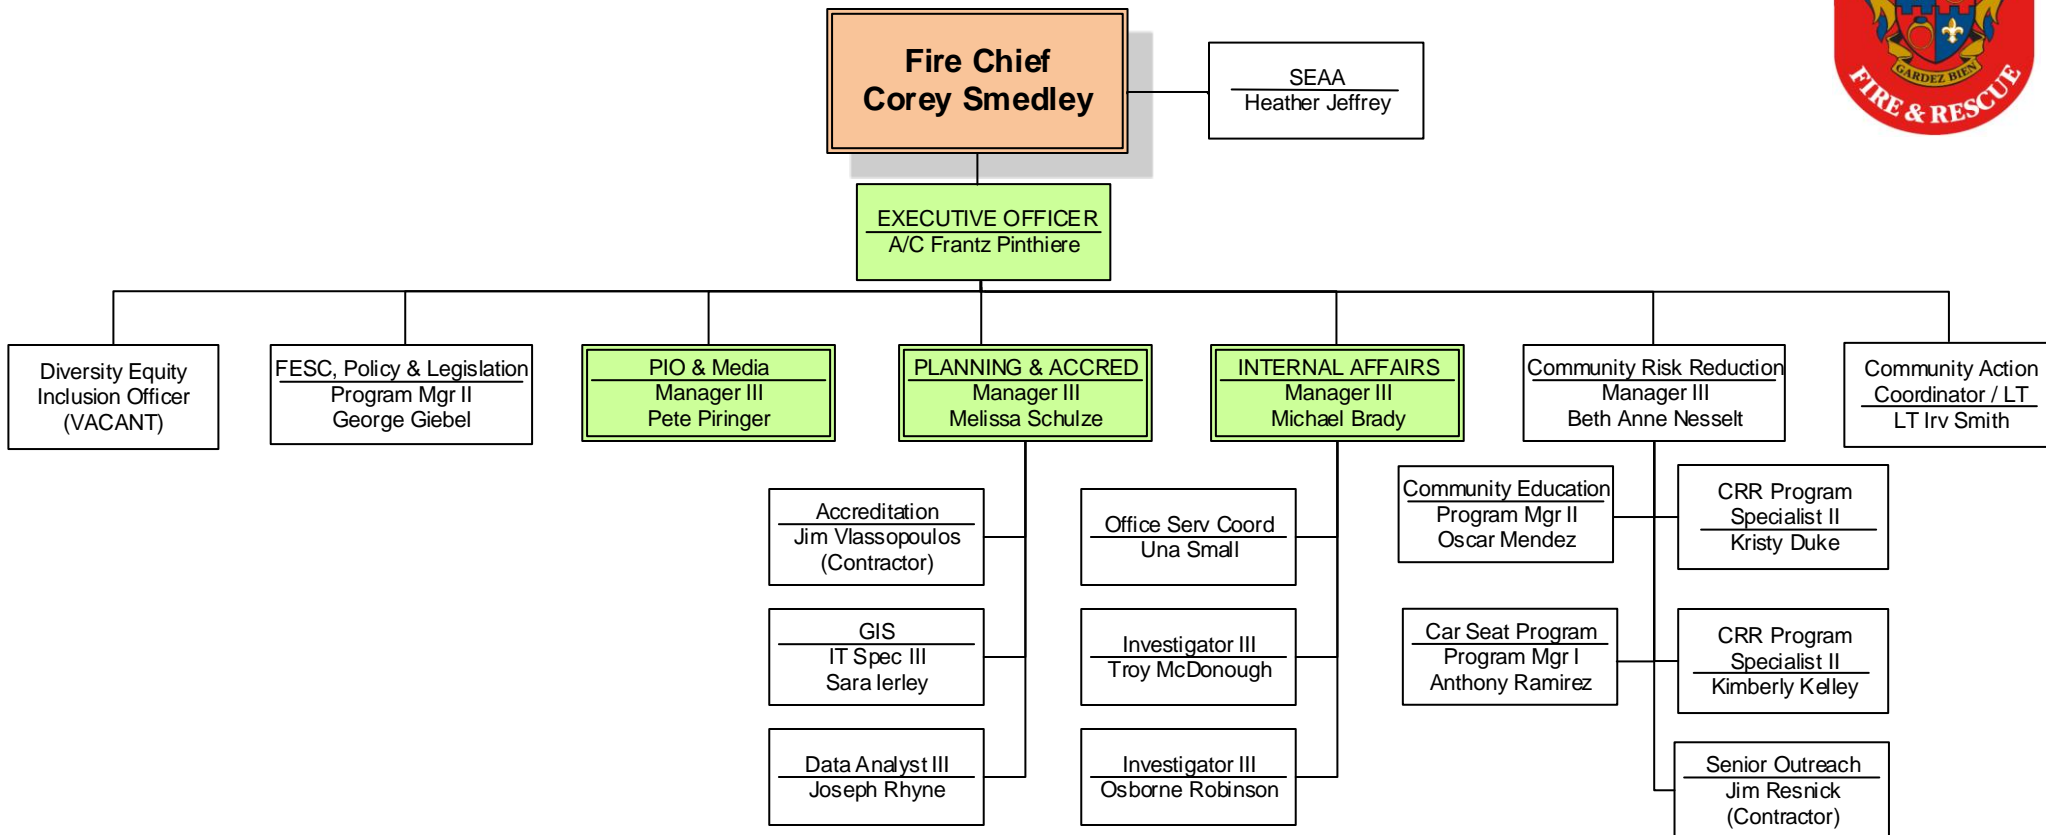 Fire Chief
Corey Smedley
SEAA
Heather Jeffrey
GARDEZ BIEN
FIRE & RESCUE
EXECUTIVE OFFICER
A/C Frantz Pinthiere
Diversity Equity
Inclusion Officer
(VACANT)
FESC, Policy & Legislation
Program Mgr II
George Giebel
PIO & Media
Manager III
Pete Piringer
PLANNING & ACCRED
Manager III
Melissa Schulze
INTERNAL AFFAIRS
Manager III
Michael Brady
Community Risk Reduction
Manager III
Beth Anne Nesselt
Community Action
Coordinator / LT
LT Irv Smith
Accreditation
Jim Vlassopoulos
(Contractor)
GIS
IT Spec III
Sara Ierley
Data Analyst III
Joseph Rhyne
Office Serv Coord
Una Small
Investigator III
Troy McDonough
Investigator III
Osborne Robinson
Community Education
Program Mgr II
Oscar Mendez
CRR Program
Specialist II
Kristy Duke
Car Seat Program
Program Mgr I
Anthony Ramirez
CRR Program
Specialist II
Kimberly Kelley
Senior Outreach
Jim Resnick
(Contractor)